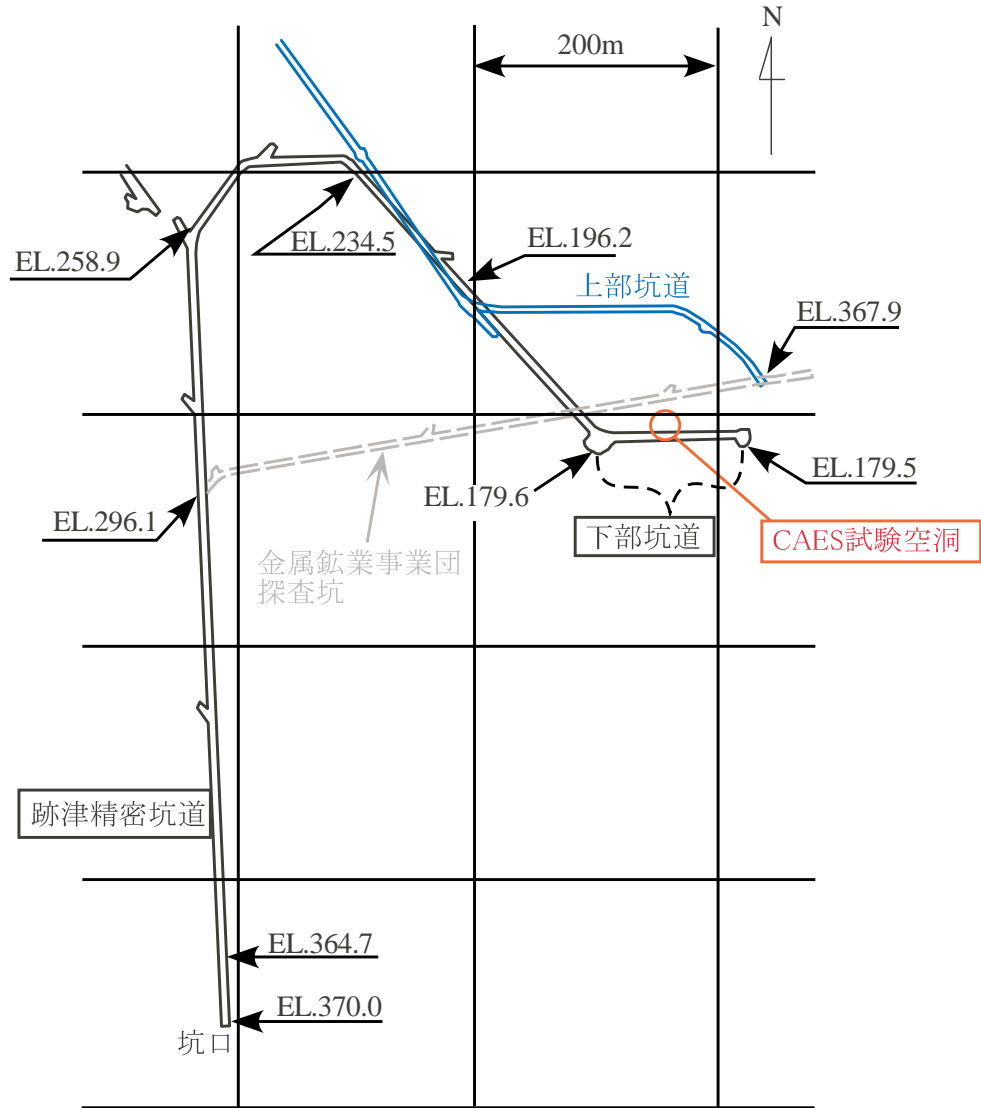 N
200m
EL.258.9
EL.234.5
EL.196.2
上部坑道
EL.367.9
EL.296.1
EL.179.6
EL.179.5
金属鉱業事業団
探査坑
下部坑道
CAES試験空洞
跡津精密坑道
EL.364.7
EL.370.0
坑口